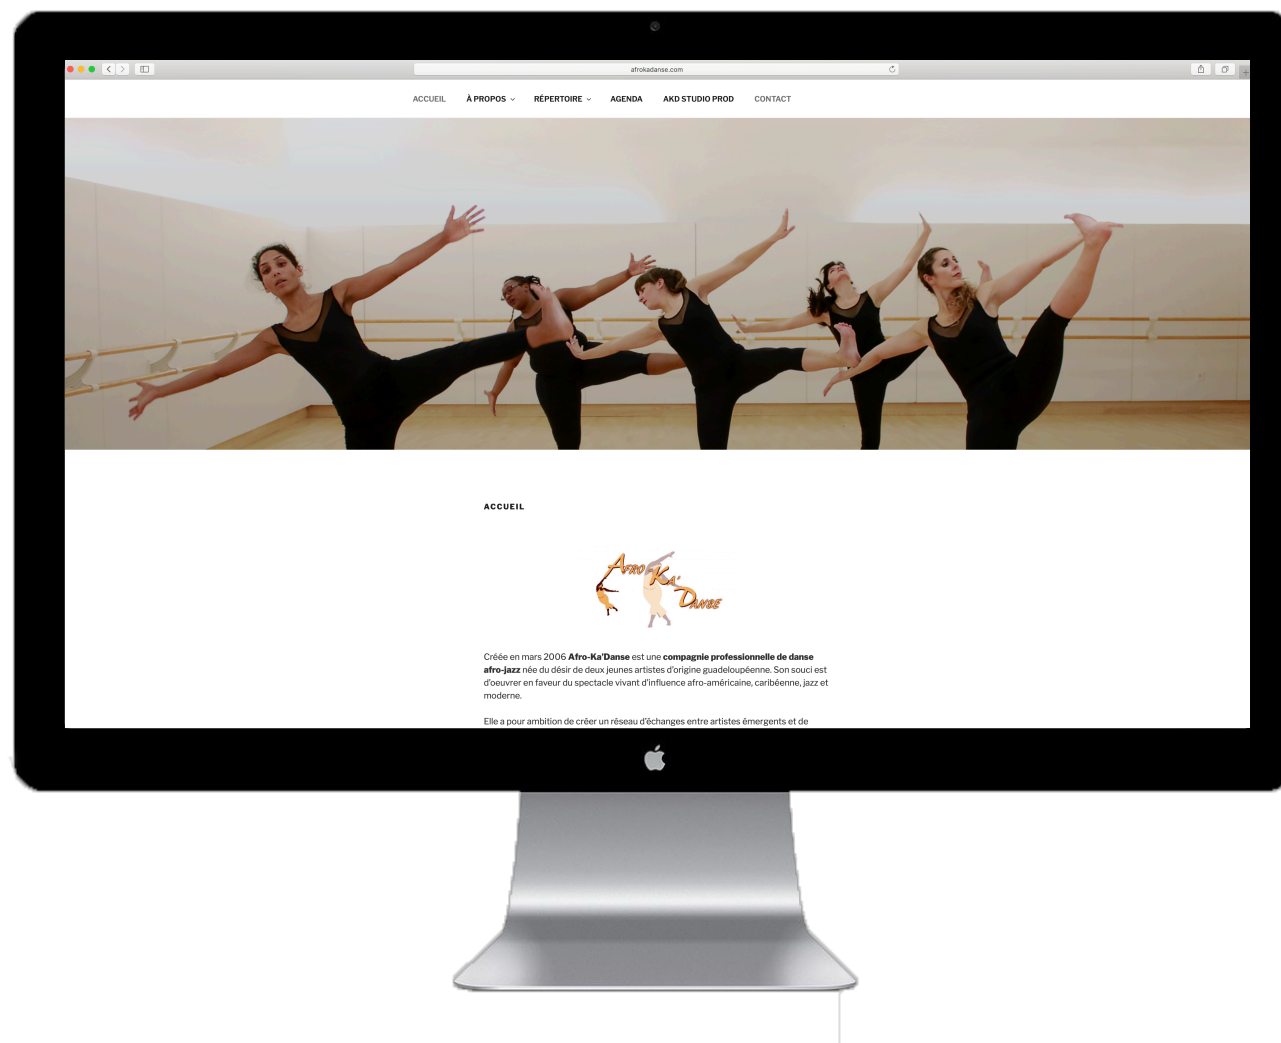 afrokadanse.com
ACCUEIL À PROPOS RÉPERTOIRE AGENDA AKD STUDIO PROD CONTACT
ACCUEIL
AFRO-KA'DANSE
Créée en mars 2006 Afro-Ka'Danse est une compagnie professionnelle de danse
afro-jazz née du désir de deux jeunes artistes d'origine guadeloupéenne. Son souci est
d'oeuvrer en faveur du spectacle vivant d'influence afro-américaine, caribéenne, jazz et
moderne.
Elle a pour ambition de créer un réseau d'échanges entre artistes émergents et de